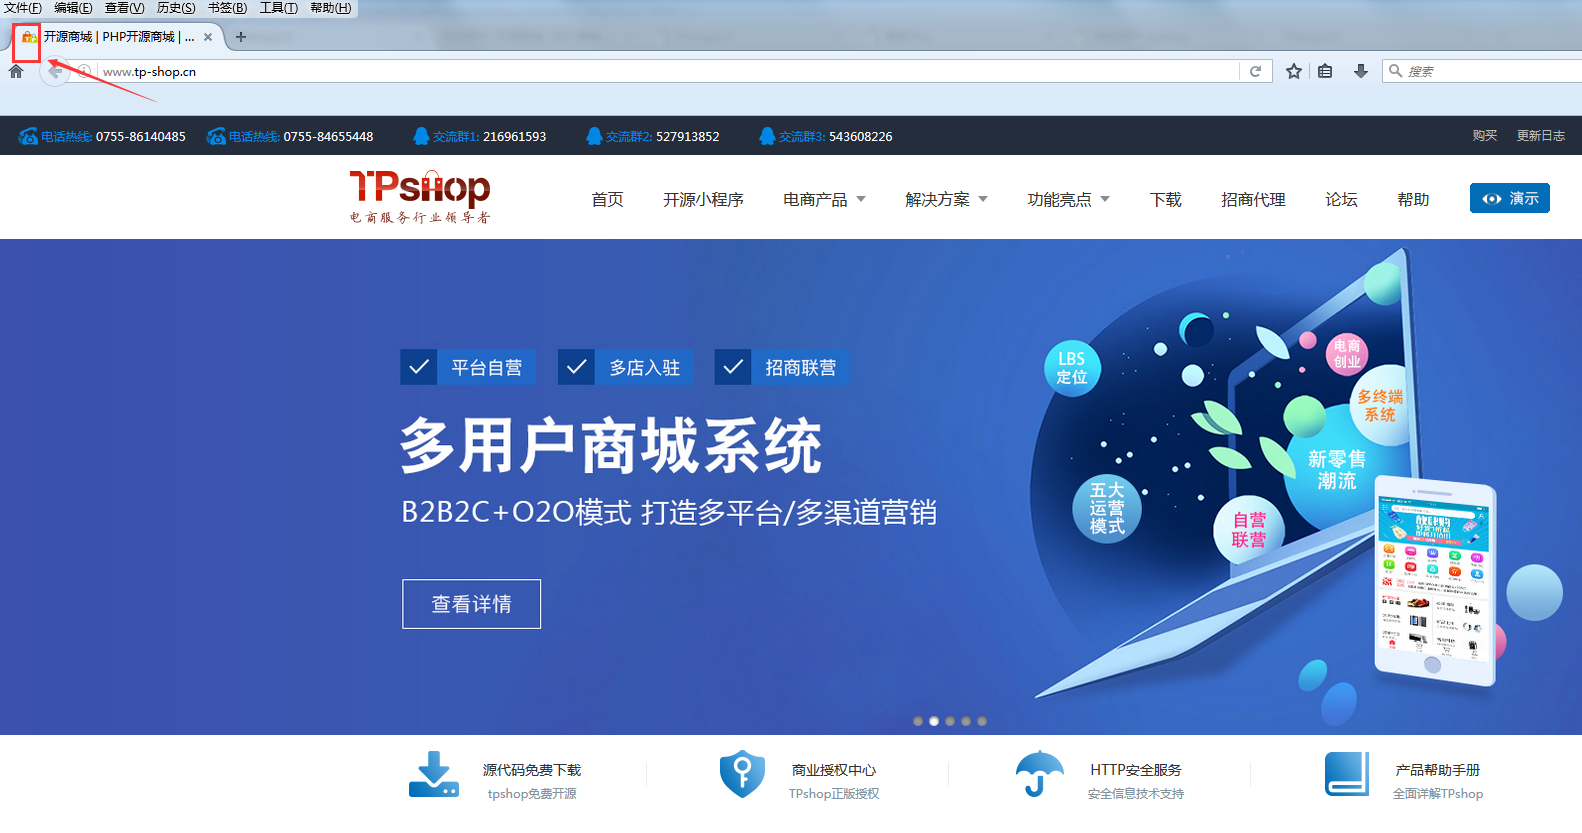 文件(F) 编辑(E) 查看(V) 历史(S) 书签(B) 工具(T) 帮助(H)
开源商城 | PHP开源商城 | ...
www.tp-shop.cn
搜索
电话热线: 0755-86140485 电话热线: 0755-84655448 交流群1: 216961593 交流群2: 527913852 交流群3: 543608226 购买 更新日志
TPshop
电商服务行业领导者
首页 开源小程序 电商产品 解决方案 功能亮点 下载 招商代理 论坛 帮助 演示
平台自营 多店入驻 招商联营
多用户商城系统
B2B2C+O2O模式 打造多平台/多渠道营销
查看详情
LBS
定位
电商
创业
多终端
系统
新零售
潮流
五大
运营
模式
自营
联营
源代码免费下载
tpshop免费开源
商业授权中心
TPshop正版授权
HTTP安全服务
安全信息技术支持
产品帮助手册
全面详解TPshop